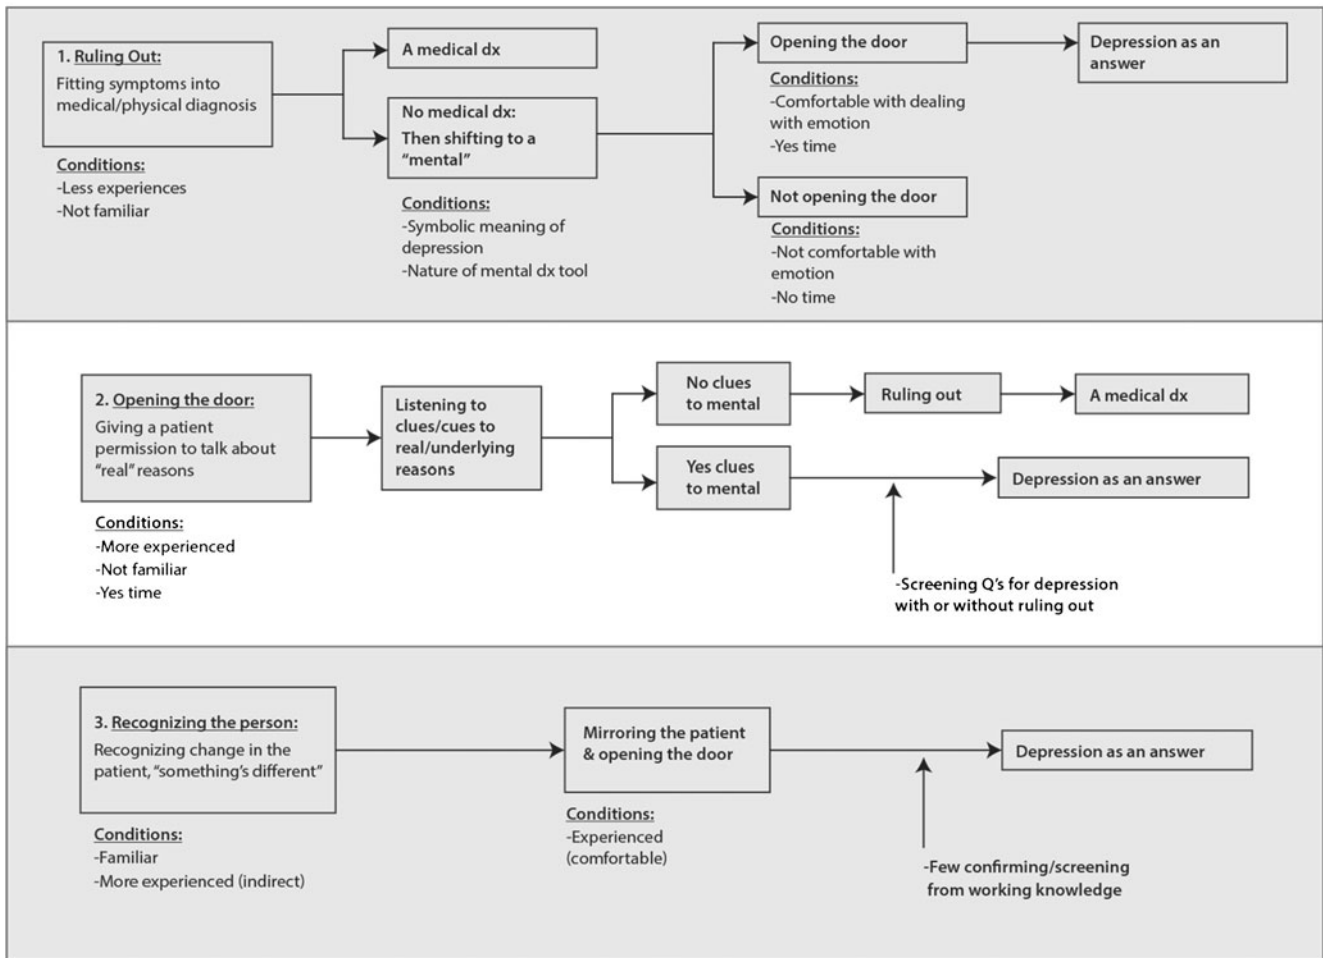 1. Ruling Out:
Fitting symptoms into
medical/physical diagnosis
Conditions:
-Less experiences
-Not familiar
A medical dx
No medical dx:
Then shifting to a
“mental”
Conditions:
-Symbolic meaning of
depression
-Nature of mental dx tool
Opening the door
Conditions:
-Comfortable with dealing
with emotion
-Yes time
Depression as an
answer
Not opening the door
Conditions:
-Not comfortable with
emotion
-No time
2. Opening the door:
Giving a patient
permission to talk about
“real” reasons
Conditions:
-More experienced
-Not familiar
-Yes time
Listening to
clues/cues to
real/underlying
reasons
No clues
to mental
Ruling out
A medical dx
Yes clues
to mental
Depression as an answer
-Screening Q’s for depression
with or without ruling out
3. Recognizing the person:
Recognizing change in the
patient, “something’s different”
Conditions:
-Familiar
-More experienced (indirect)
Mirroring the patient
& opening the door
Conditions:
-Experienced
(comfortable)
Depression as an answer
-Few confirming/screening
from working knowledge